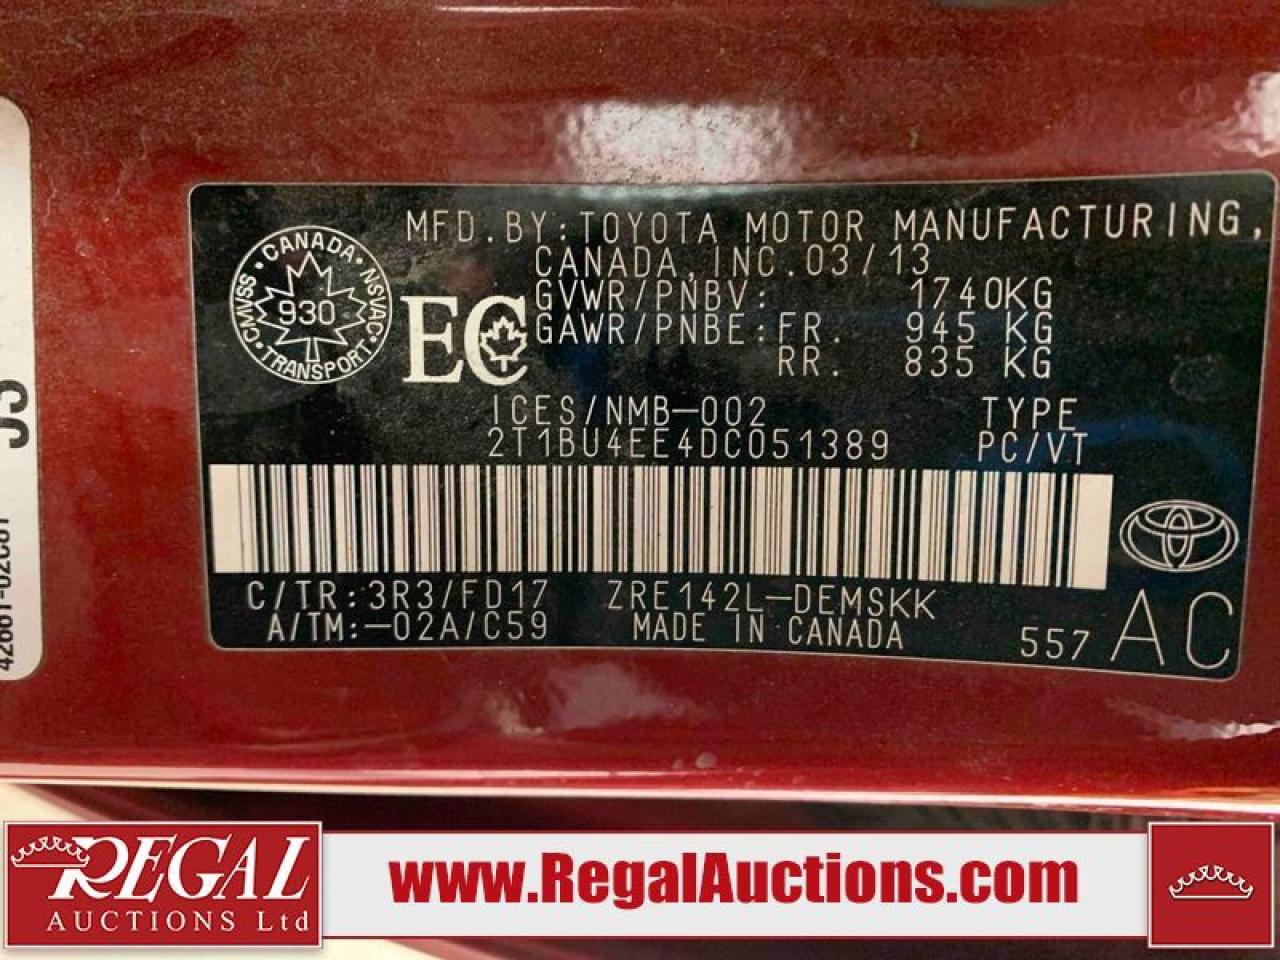 MFD. BY: TOYOTA MOTOR MANUFACTURING,
CANADA, INC. 03/13
GVWR/PNBV: 1740KG
GAWR/PNBE: FR. 945 KG
RR. 835 KG
CANADA · NSVAC · TRANSPORT · CMVSS ·
930
EC
ICES/NMB-002 TYPE
2T1BU4EE4DC051389 PC/VT
C/TR: 3R3/FD17 ZRE142L-DEMSKK
A/TM: -02A/C59 MADE IN CANADA
557 AC
REGAL
AUCTIONS Ltd
www.RegalAuctions.com